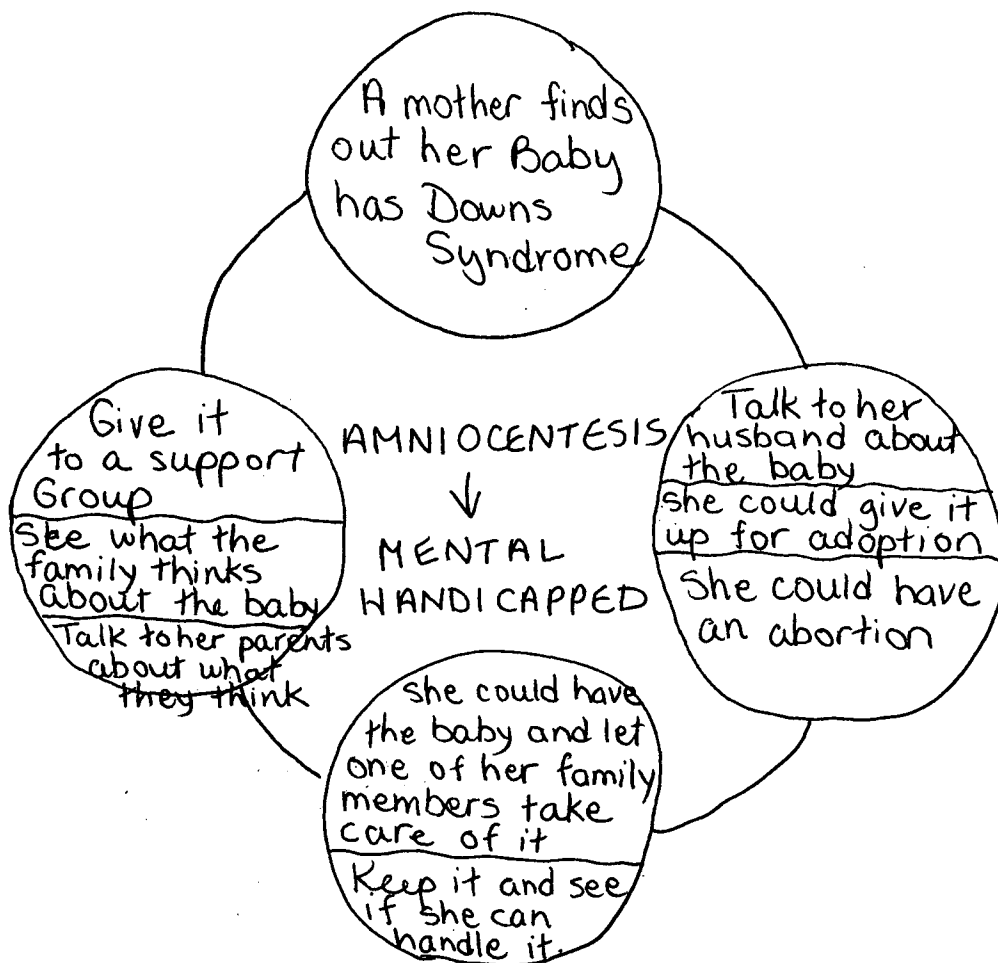 A mother finds
out her Baby
has Downs
Syndrome
Give it
to a support
Group
See what the
family thinks
about the baby
Talk to her parents
about what
they think
AMNIOCENTESIS
↓
MENTAL
HANDICAPPED
Talk to her
husband about
the baby
she could give it
up for adoption
She could have
an abortion
she could have
the baby and let
one of her family
members take
care of it
Keep it and see
if she can
handle it.